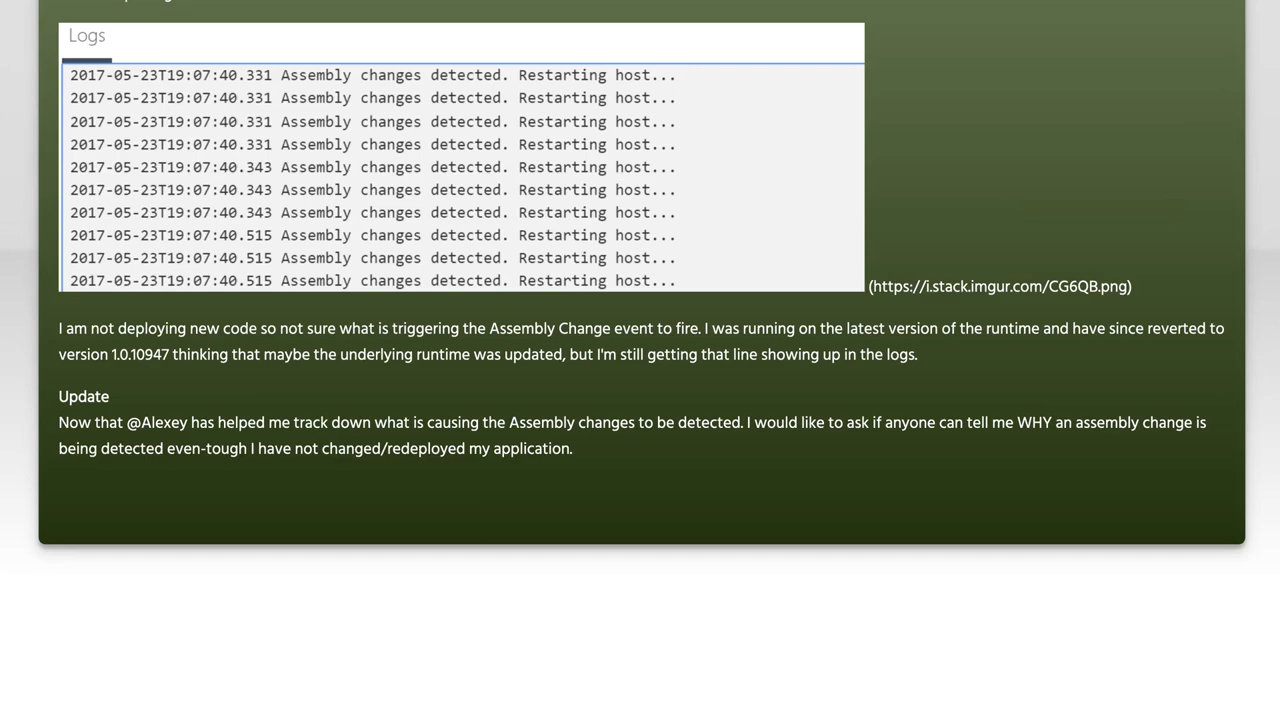 Logs
2017-05-23T19:07:40.331 Assembly changes detected. Restarting host...
2017-05-23T19:07:40.331 Assembly changes detected. Restarting host...
2017-05-23T19:07:40.331 Assembly changes detected. Restarting host...
2017-05-23T19:07:40.331 Assembly changes detected. Restarting host...
2017-05-23T19:07:40.343 Assembly changes detected. Restarting host...
2017-05-23T19:07:40.343 Assembly changes detected. Restarting host...
2017-05-23T19:07:40.343 Assembly changes detected. Restarting host...
2017-05-23T19:07:40.515 Assembly changes detected. Restarting host...
2017-05-23T19:07:40.515 Assembly changes detected. Restarting host...
2017-05-23T19:07:40.515 Assembly changes detected. Restarting host...
(https://i.stack.imgur.com/CG6QB.png)
I am not deploying new code so not sure what is triggering the Assembly Change event to fire. I was running on the latest version of the runtime and have since reverted to
version 1.0.10947 thinking that maybe the underlying runtime was updated, but I'm still getting that line showing up in the logs.
Update
Now that @Alexey has helped me track down what is causing the Assembly changes to be detected. I would like to ask if anyone can tell me WHY an assembly change is
being detected even-tough I have not changed/redeployed my application.